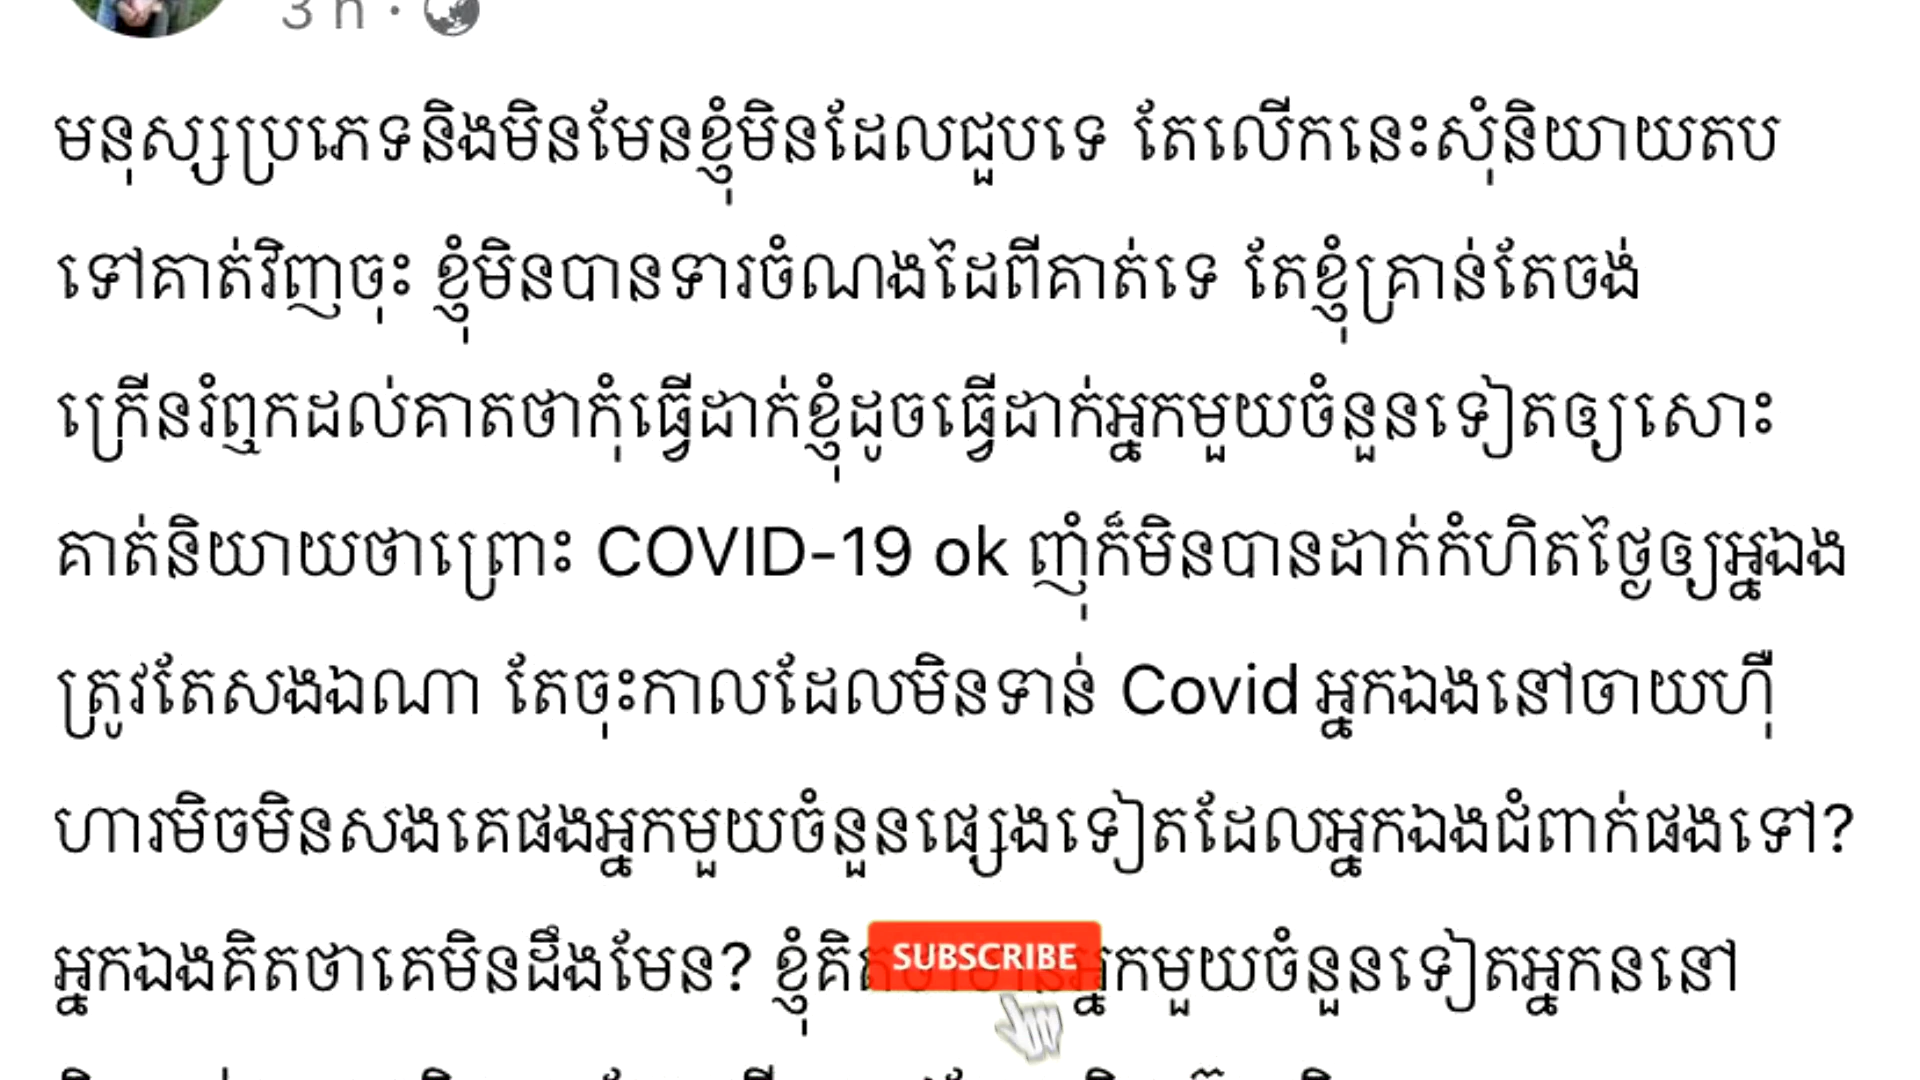 3 h ·
មនុស្សប្រភេទនិងមិនមែនខ្ញុំមិនដែលជួបទេ តែលើកនេះសុំនិយាយតប
ទៅគាត់វិញចុះ ខ្ញុំមិនបានទារចំណងដៃពីគាត់ទេ តែខ្ញុំគ្រាន់តែចង់
ក្រើនរំឮកដល់គាតថាកុំធ្វើដាក់ខ្ញុំដូចធ្វើដាក់អ្នកមួយចំនួនទៀតឲ្យសោះ
គាត់និយាយថាព្រោះ COVID-19 ok ញុំក៏មិនបានដាក់កំហិតថ្ងៃឲ្យអ្នឯង
ត្រូវតែសងឯណា តែចុះកាលដែលមិនទាន់ Covid អ្នកឯងនៅចាយហ៊ឺ
ហារមិចមិនសងគេផងអ្នកមួយចំនួនផ្សេងទៀតដែលអ្នកឯងជំពាក់ផងទៅ?
អ្នកឯងគិតថាគេមិនដឹងមែន? ខ្ញុំ អ្នកមួយចំនួនទៀតអ្នកននៅ
SUBSCRIBE